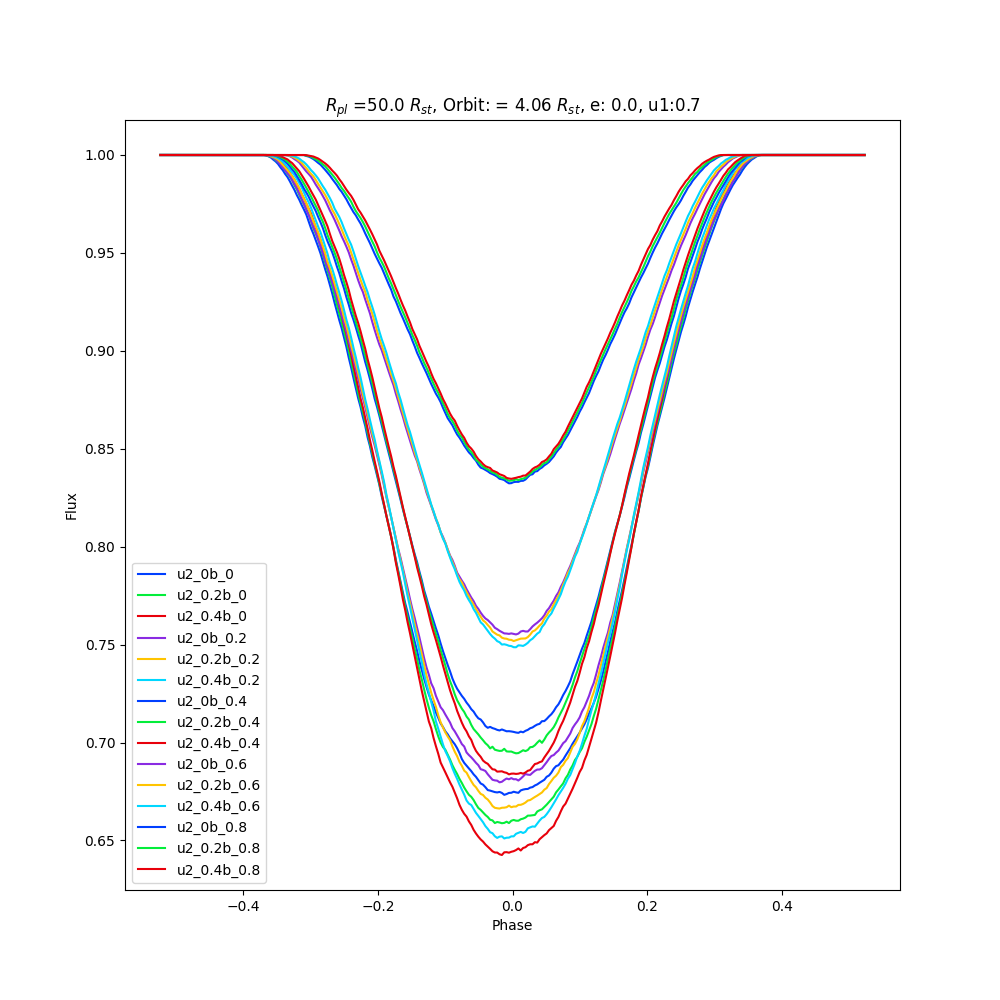 R_pl =50.0 R_st, Orbit: = 4.06 R_st, e: 0.0, u1:0.7
1.00
0.95
0.90
0.85
0.80
0.75
0.70
0.65
Flux
u2_0b_0
u2_0.2b_0
u2_0.4b_0
u2_0b_0.2
u2_0.2b_0.2
u2_0.4b_0.2
u2_0b_0.4
u2_0.2b_0.4
u2_0.4b_0.4
u2_0b_0.6
u2_0.2b_0.6
u2_0.4b_0.6
u2_0b_0.8
u2_0.2b_0.8
u2_0.4b_0.8
−0.4 −0.2 0.0 0.2 0.4
Phase